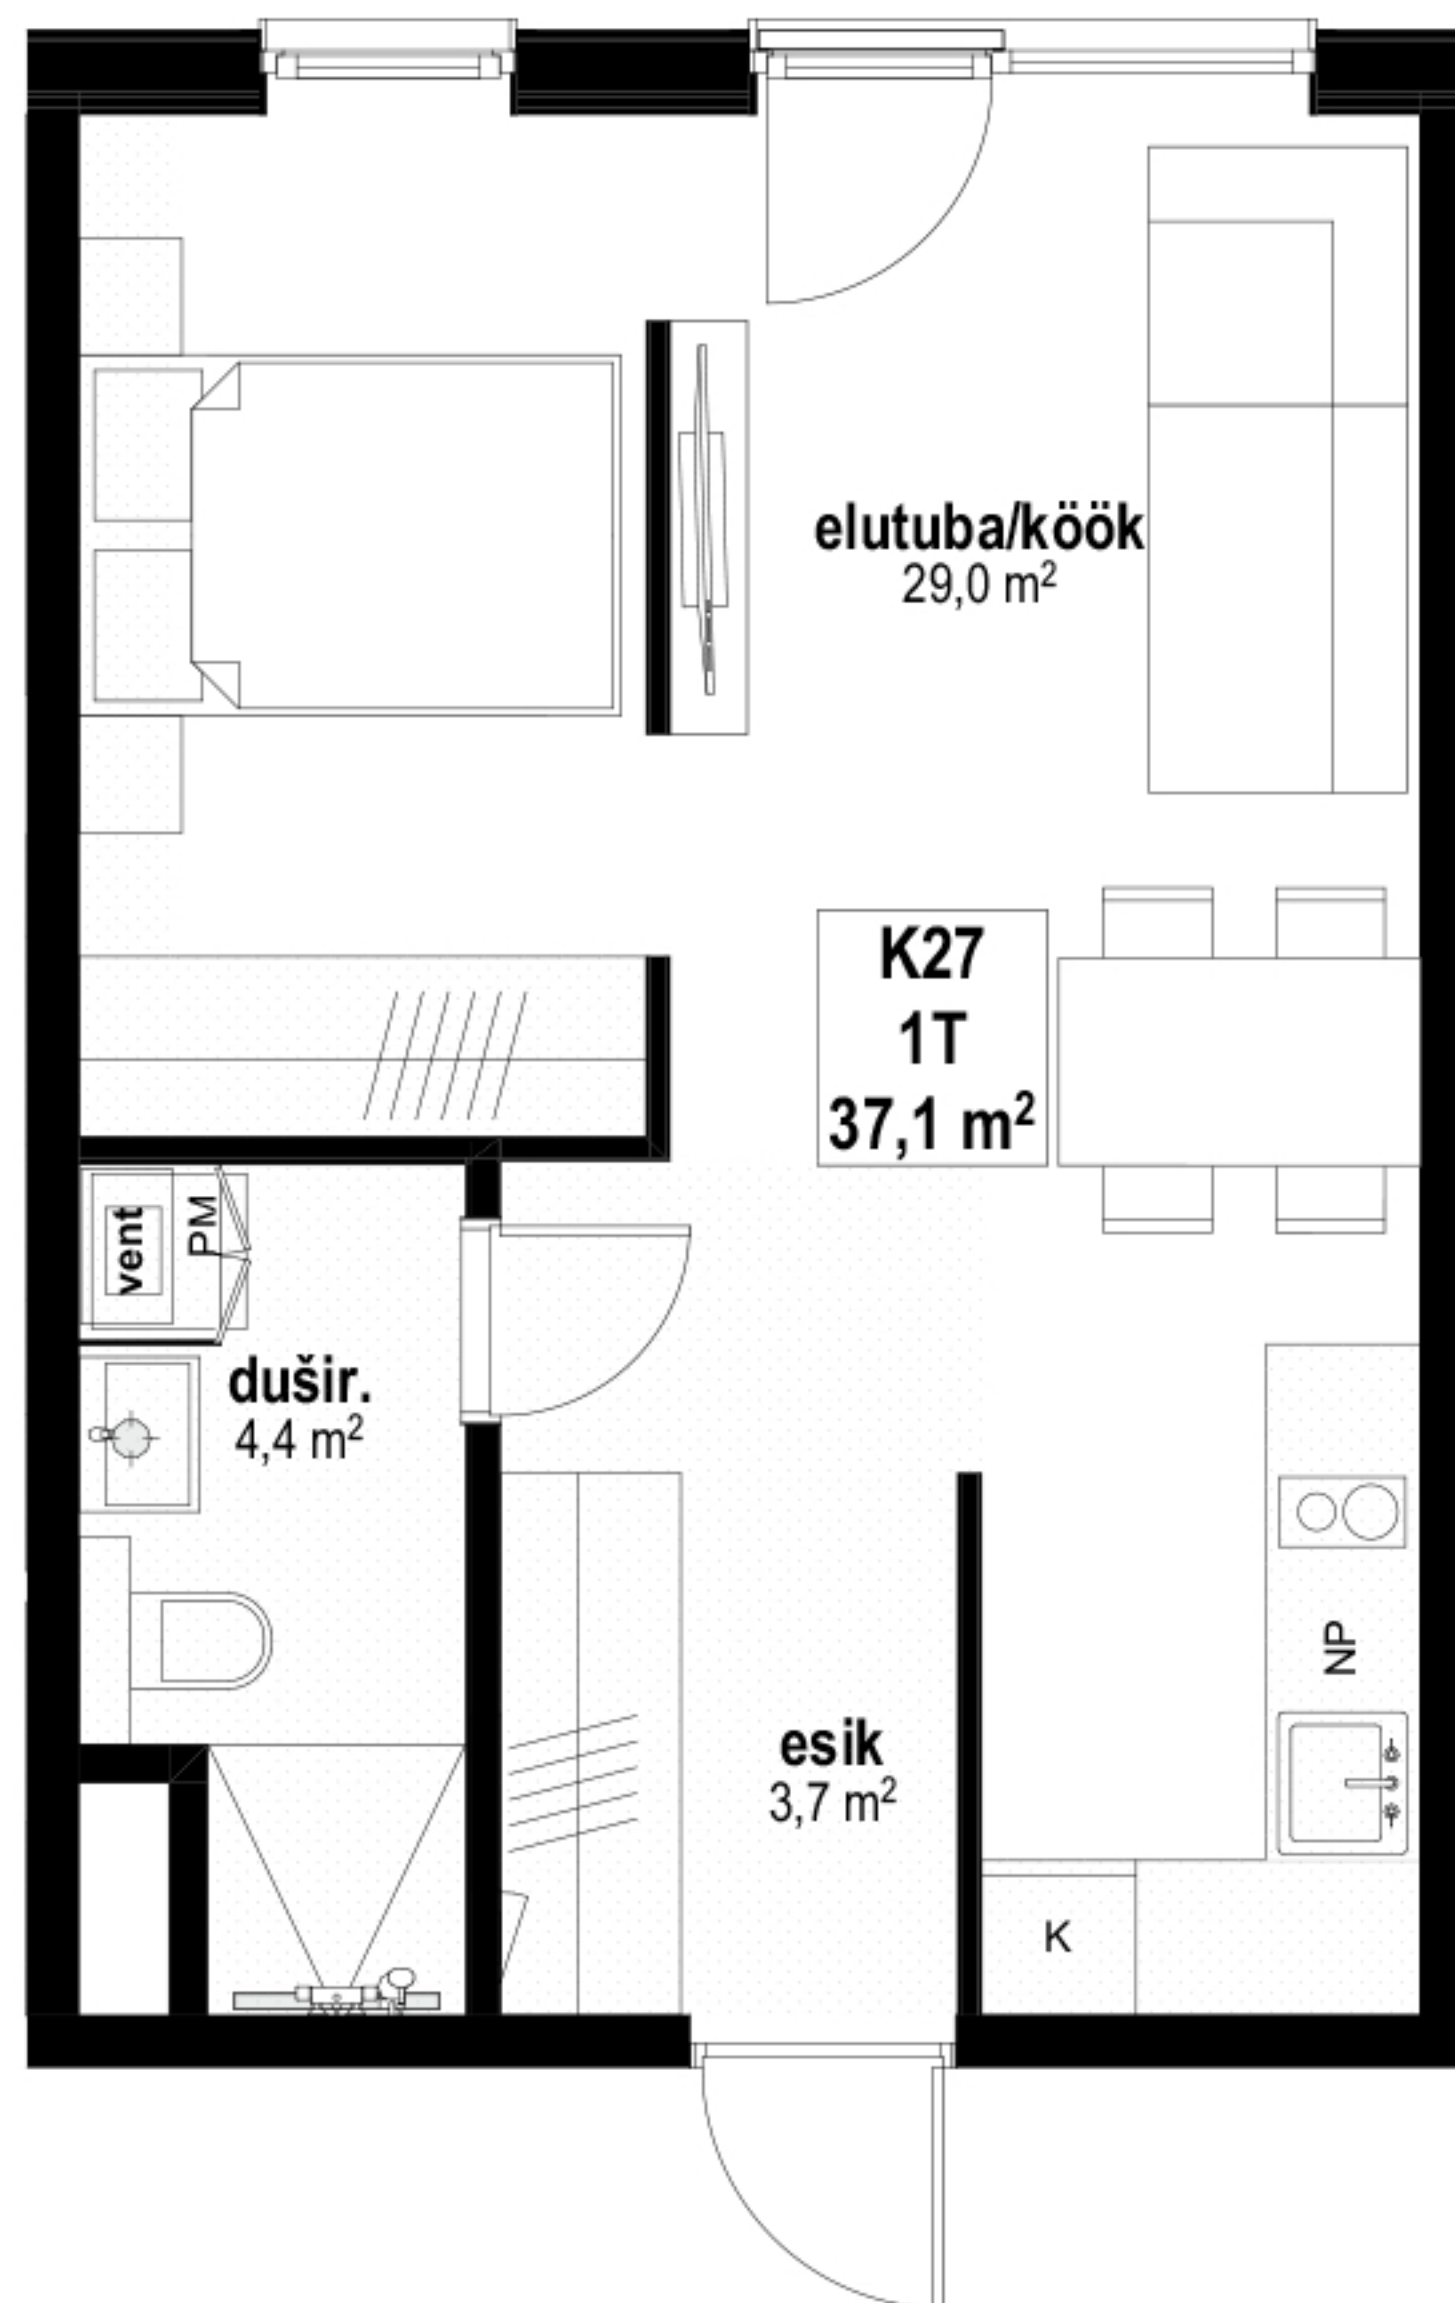 elutuba/köök
29,0 m²
K27
1T
37,1 m²
vent
PM
dušir.
4,4 m²
NP
esik
3,7 m²
K